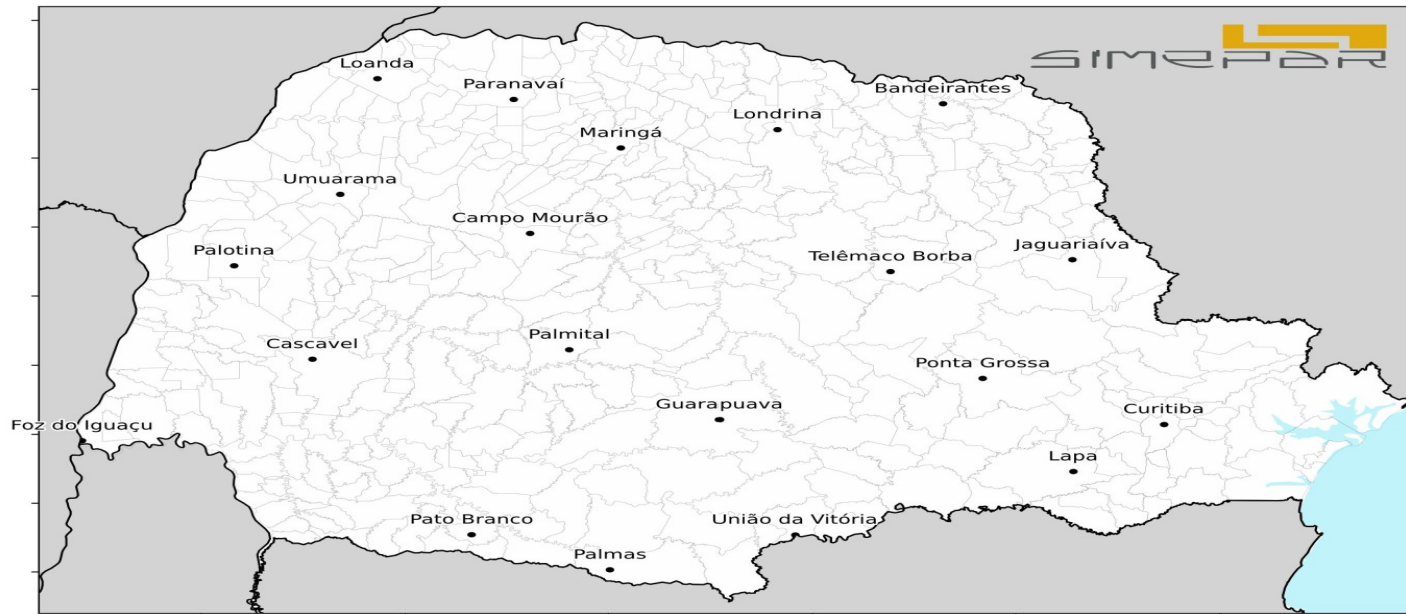 SIMEPAR
Loanda
Paranavaí
Bandeirantes
Londrina
Maringá
Umuarama
Campo Mourão
Palotina
Telêmaco Borba
Jaguariaíva
Cascavel
Palmital
Ponta Grossa
Guarapuava
Curitiba
Foz do Iguaçu
Lapa
Pato Branco
União da Vitória
Palmas